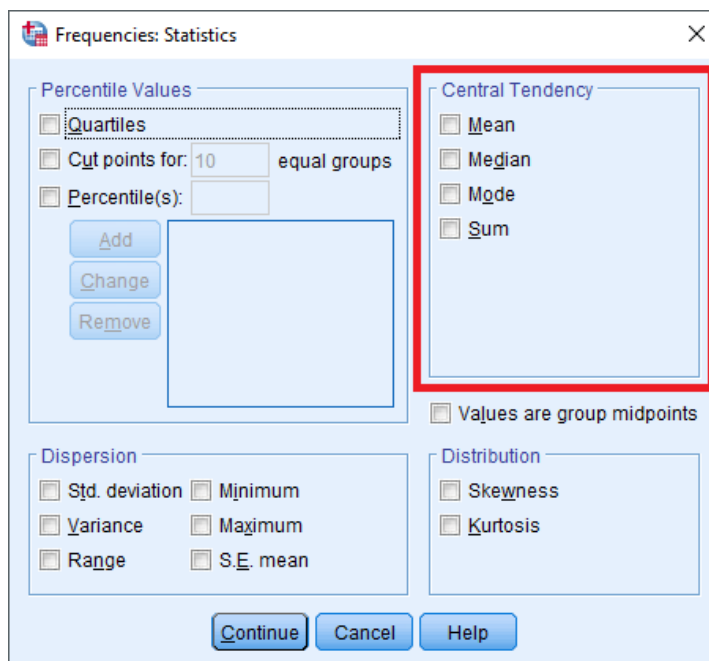 Frequencies: Statistics
Percentile Values
Quartiles
Cut points for: 10 equal groups
Percentile(s):
Add
Change
Remove
Central Tendency
Mean
Median
Mode
Sum
Values are group midpoints
Dispersion
Std. deviation Minimum
Variance Maximum
Range S.E. mean
Distribution
Skewness
Kurtosis
Continue Cancel Help